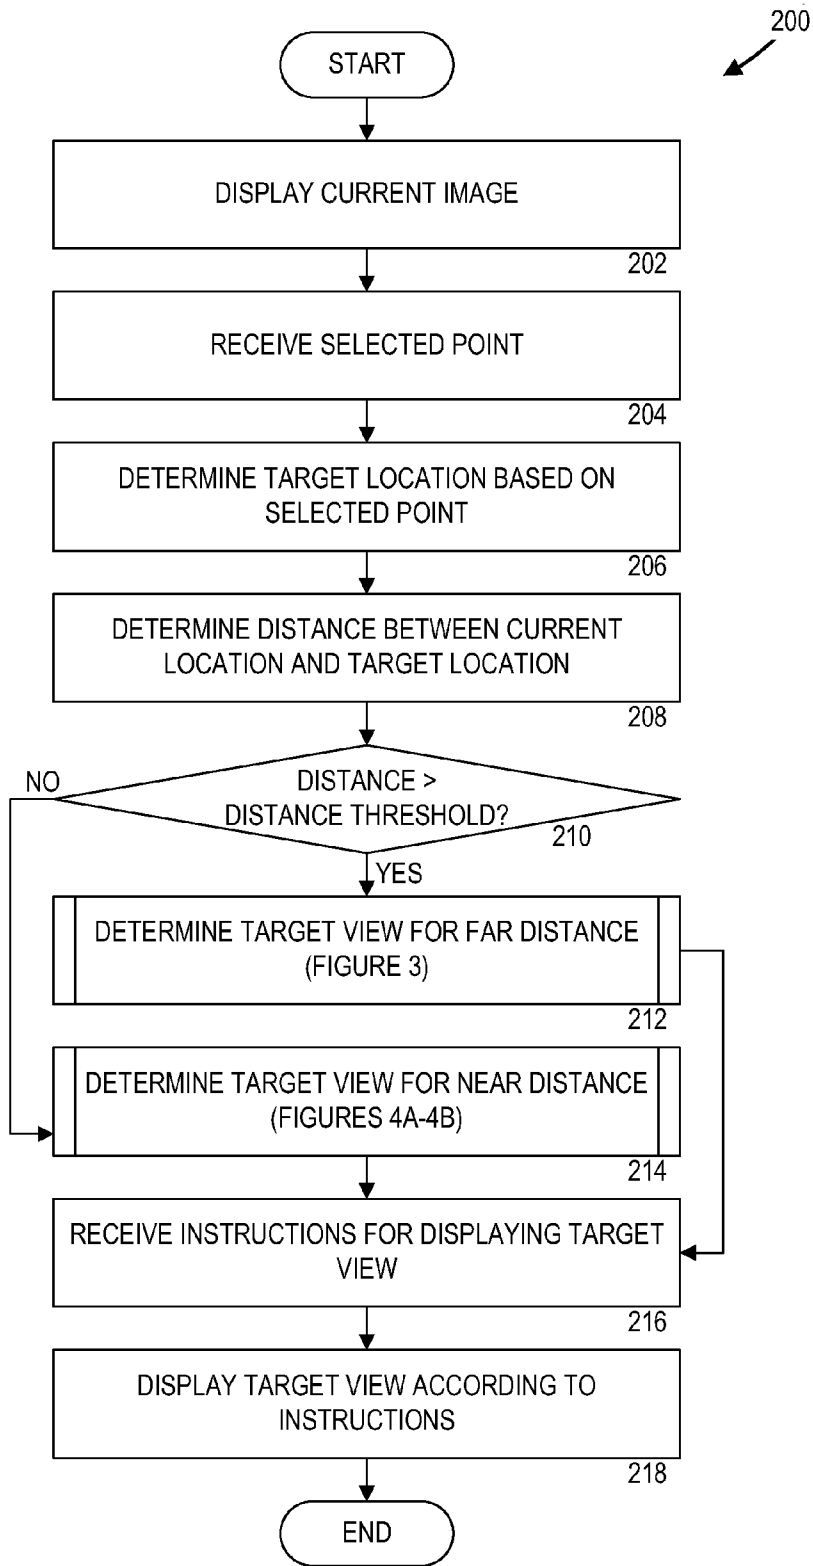 200
START
DISPLAY CURRENT IMAGE
202
RECEIVE SELECTED POINT
204
DETERMINE TARGET LOCATION BASED ON
SELECTED POINT
206
DETERMINE DISTANCE BETWEEN CURRENT
LOCATION AND TARGET LOCATION
208
NO
DISTANCE >
DISTANCE THRESHOLD?
210
YES
DETERMINE TARGET VIEW FOR FAR DISTANCE
(FIGURE 3)
212
DETERMINE TARGET VIEW FOR NEAR DISTANCE
(FIGURES 4A-4B)
214
RECEIVE INSTRUCTIONS FOR DISPLAYING TARGET
VIEW
216
DISPLAY TARGET VIEW ACCORDING TO
INSTRUCTIONS
218
END